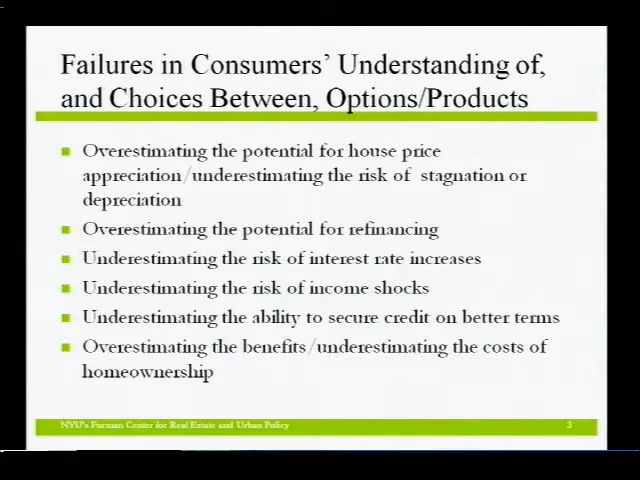 Failures in Consumers' Understanding of,
and Choices Between, Options/Products
Overestimating the potential for house price
appreciation/underestimating the risk of stagnation or
depreciation
Overestimating the potential for refinancing
Underestimating the risk of interest rate increases
Underestimating the risk of income shocks
Underestimating the ability to secure credit on better terms
Overestimating the benefits/underestimating the costs of
homeownership
NYU's Furman Center for Real Estate and Urban Policy 3